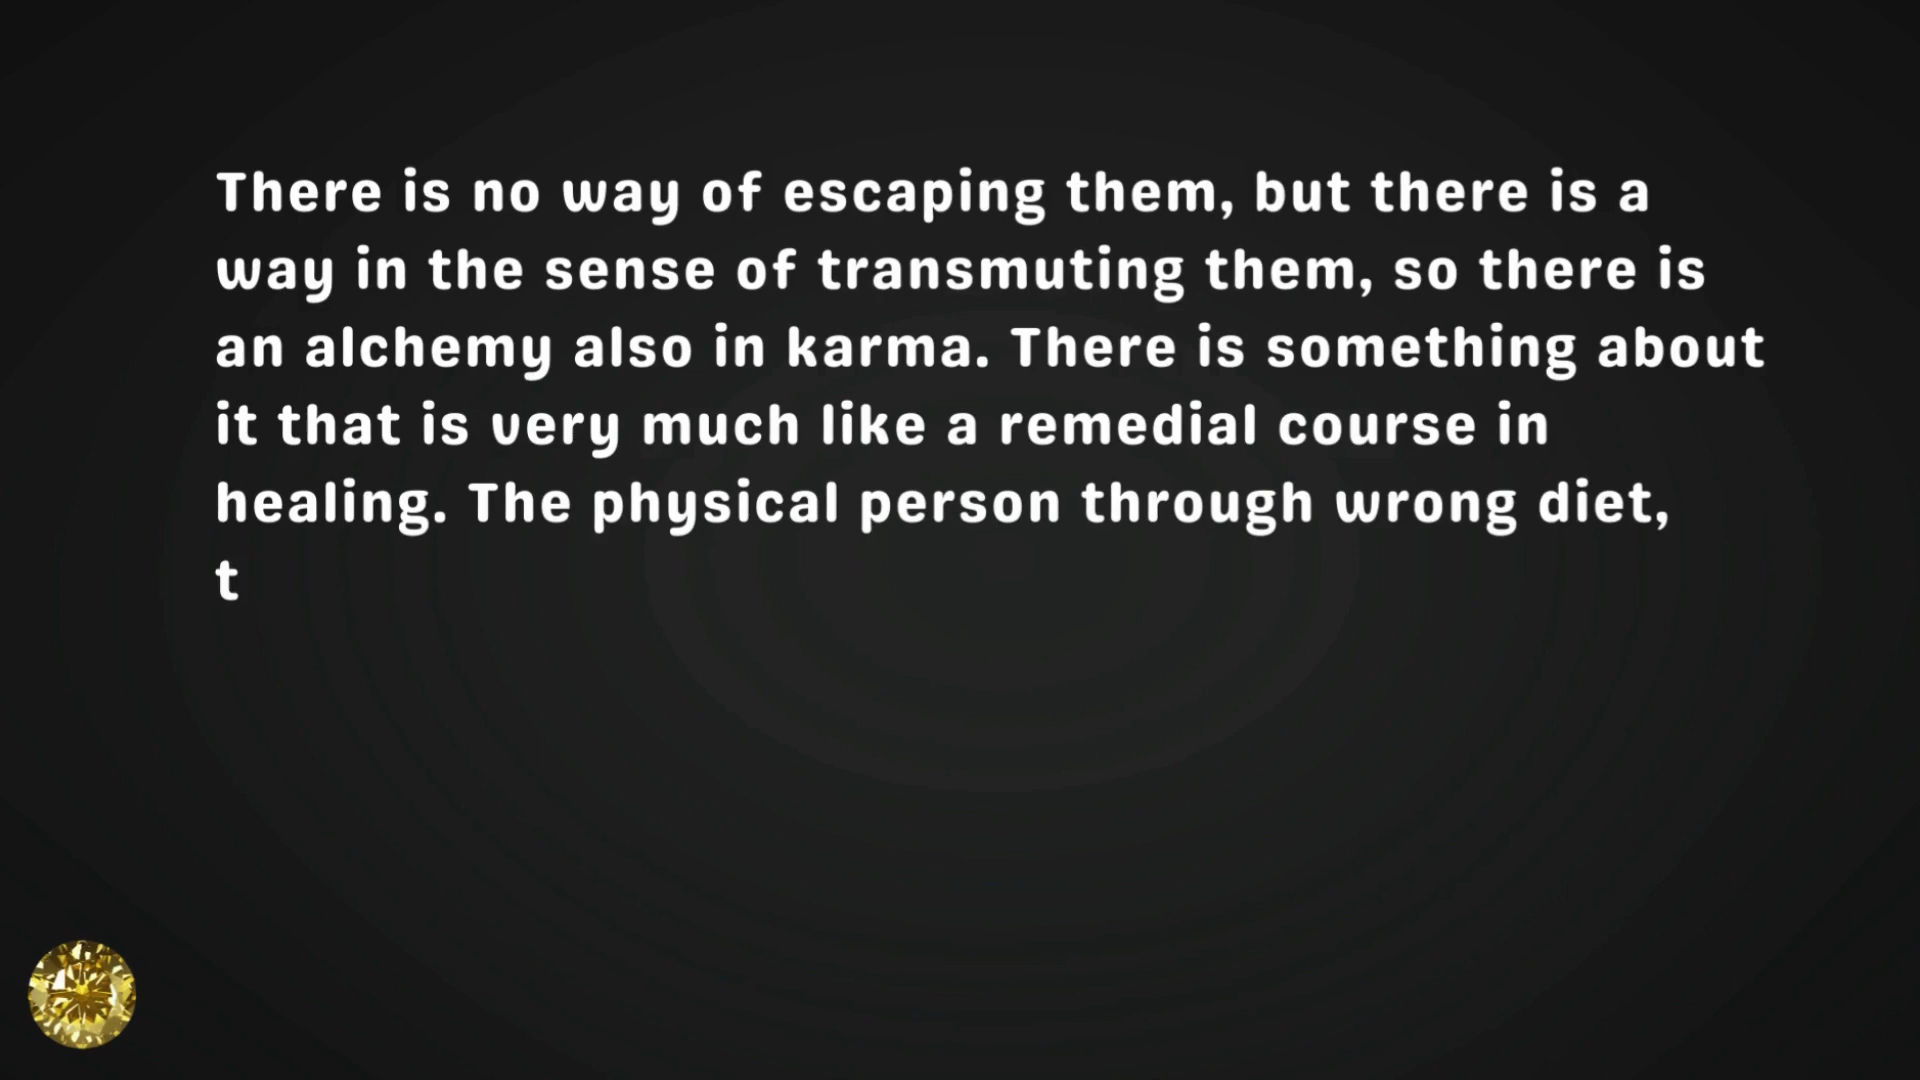 There is no way of escaping them, but there is a
way in the sense of transmuting them, so there is
an alchemy also in karma. There is something about
it that is very much like a remedial course in
healing. The physical person through wrong diet,
t